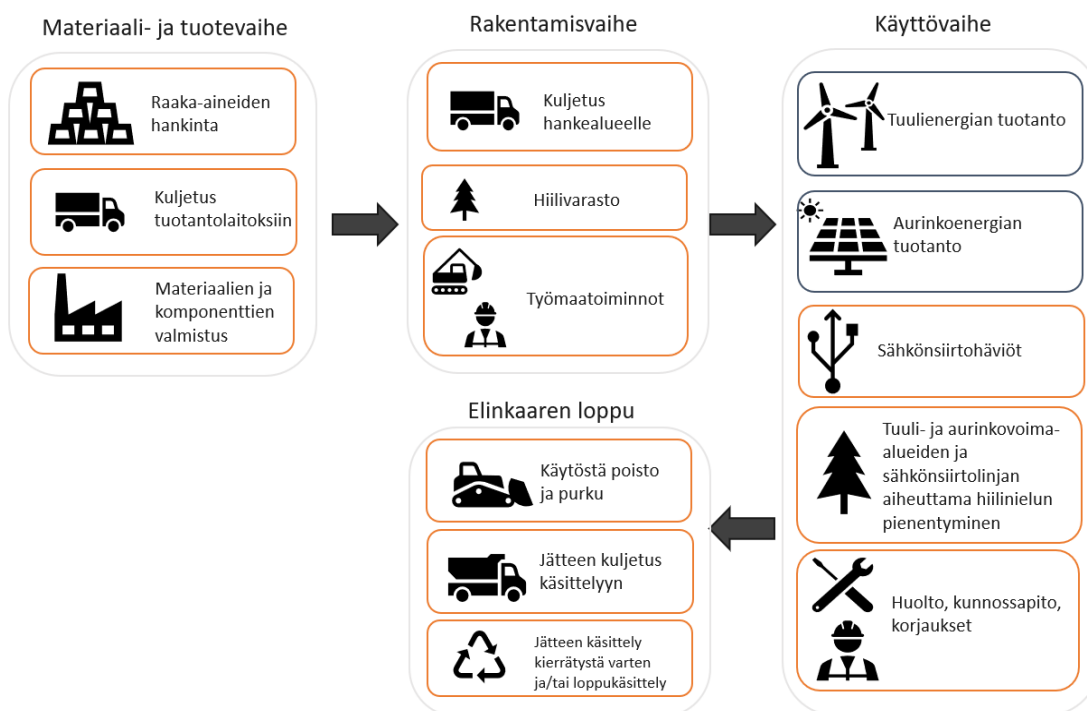 Materiaali- ja tuotevaihe
Raaka-aineiden
hankinta
Kuljetus
tuotantolaitoksiin
Materiaalien ja
komponenttien
valmistus
Rakentamisvaihe
Kuljetus
hankealueelle
Hiilivarasto
Työmaatoiminnot
Käyttövaihe
Tuulienergian tuotanto
Aurinkoenergian
tuotanto
Sähkönsiirtohäviöt
Tuuli- ja aurinkovoima-
alueiden ja
sähkönsiirtolinjan
aiheuttama hiilinielun
pienentyminen
Huolto, kunnossapito,
korjaukset
Elinkaaren loppu
Käytöstä poisto
ja purku
Jätteen kuljetus
käsittelyyn
Jätteen käsittely
kierrätystä varten
ja/tai loppukäsittely